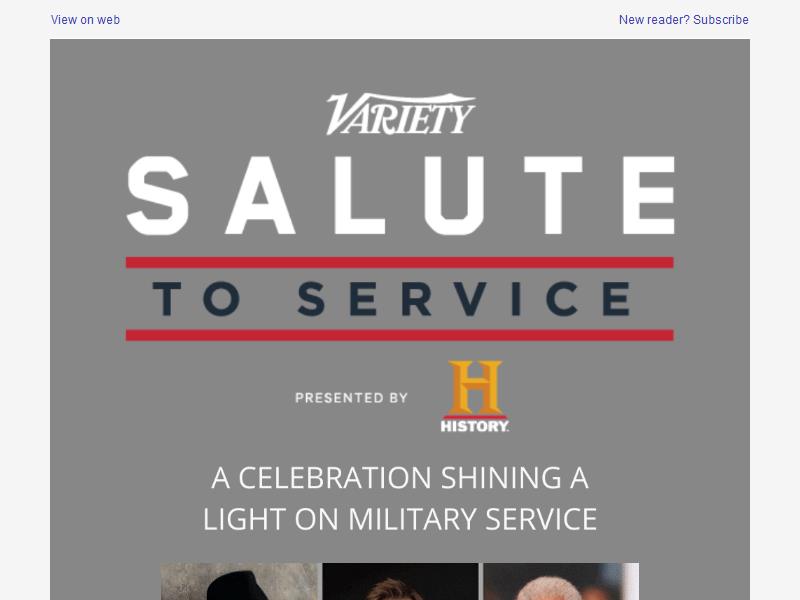 View on web
New reader? Subscribe
VARIETY
SALUTE
TO SERVICE
PRESENTED BY
H
HISTORY.
A CELEBRATION SHINING A
LIGHT ON MILITARY SERVICE